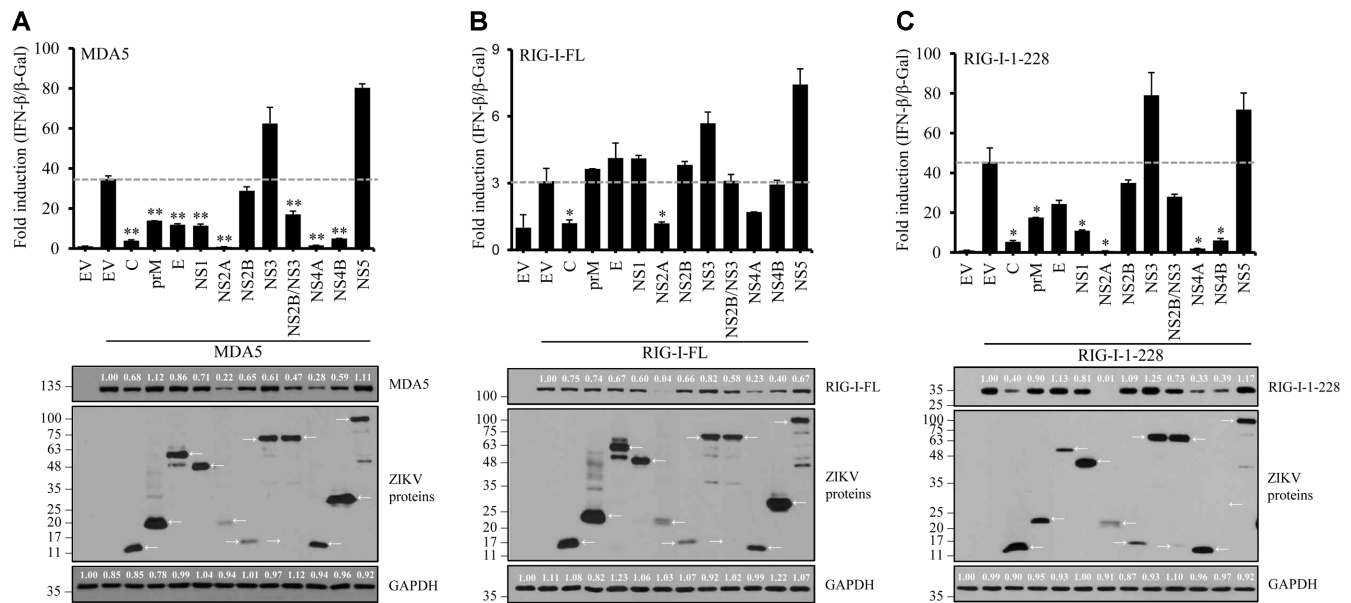 A
MDA5
Fold induction (IFN-β/β-Gal)
100
80
60
40
20
0
EV
EV
C
prM
E
NS1
NS2A
NS2B
NS3
NS2B/NS3
NS4A
NS4B
NS5
** ** ** ** ** ** ** **
MDA5
1.00 0.68 1.12 0.86 0.71 0.22 0.65 0.61 0.47 0.28 0.59 1.11
135
MDA5
100
75
63
48
35
25
20
17
11
ZIKV
proteins
1.00 0.85 0.85 0.78 0.99 1.04 0.94 1.01 0.97 1.12 0.94 0.96 0.92
35
GAPDH
B
RIG-I-FL
Fold induction (IFN-β/β-Gal)
9
6
3
0
EV
EV
C
prM
E
NS1
NS2A
NS2B
NS3
NS2B/NS3
NS4A
NS4B
NS5
* *
RIG-I-FL
1.00 0.75 0.74 0.67 0.60 0.04 0.66 0.82 0.58 0.23 0.40 0.67
100
RIG-I-FL
100
75
63
48
35
25
20
17
11
ZIKV
proteins
1.00 1.11 1.08 0.82 1.23 1.06 1.03 1.07 0.92 1.02 0.99 1.22 1.07
35
GAPDH
C
RIG-I-1-228
Fold induction (IFN-β/β-Gal)
100
80
60
40
20
0
EV
EV
C
prM
E
NS1
NS2A
NS2B
NS3
NS2B/NS3
NS4A
NS4B
NS5
* * * * * *
RIG-I-1-228
1.00 0.40 0.90 1.13 0.81 0.01 1.09 1.25 0.73 0.33 0.39 1.17
35
25
RIG-I-1-228
100
75
63
48
35
25
20
17
11
ZIKV
proteins
1.00 0.99 0.90 0.95 0.93 1.00 0.91 0.87 0.93 1.10 0.96 0.97 0.92
35
GAPDH